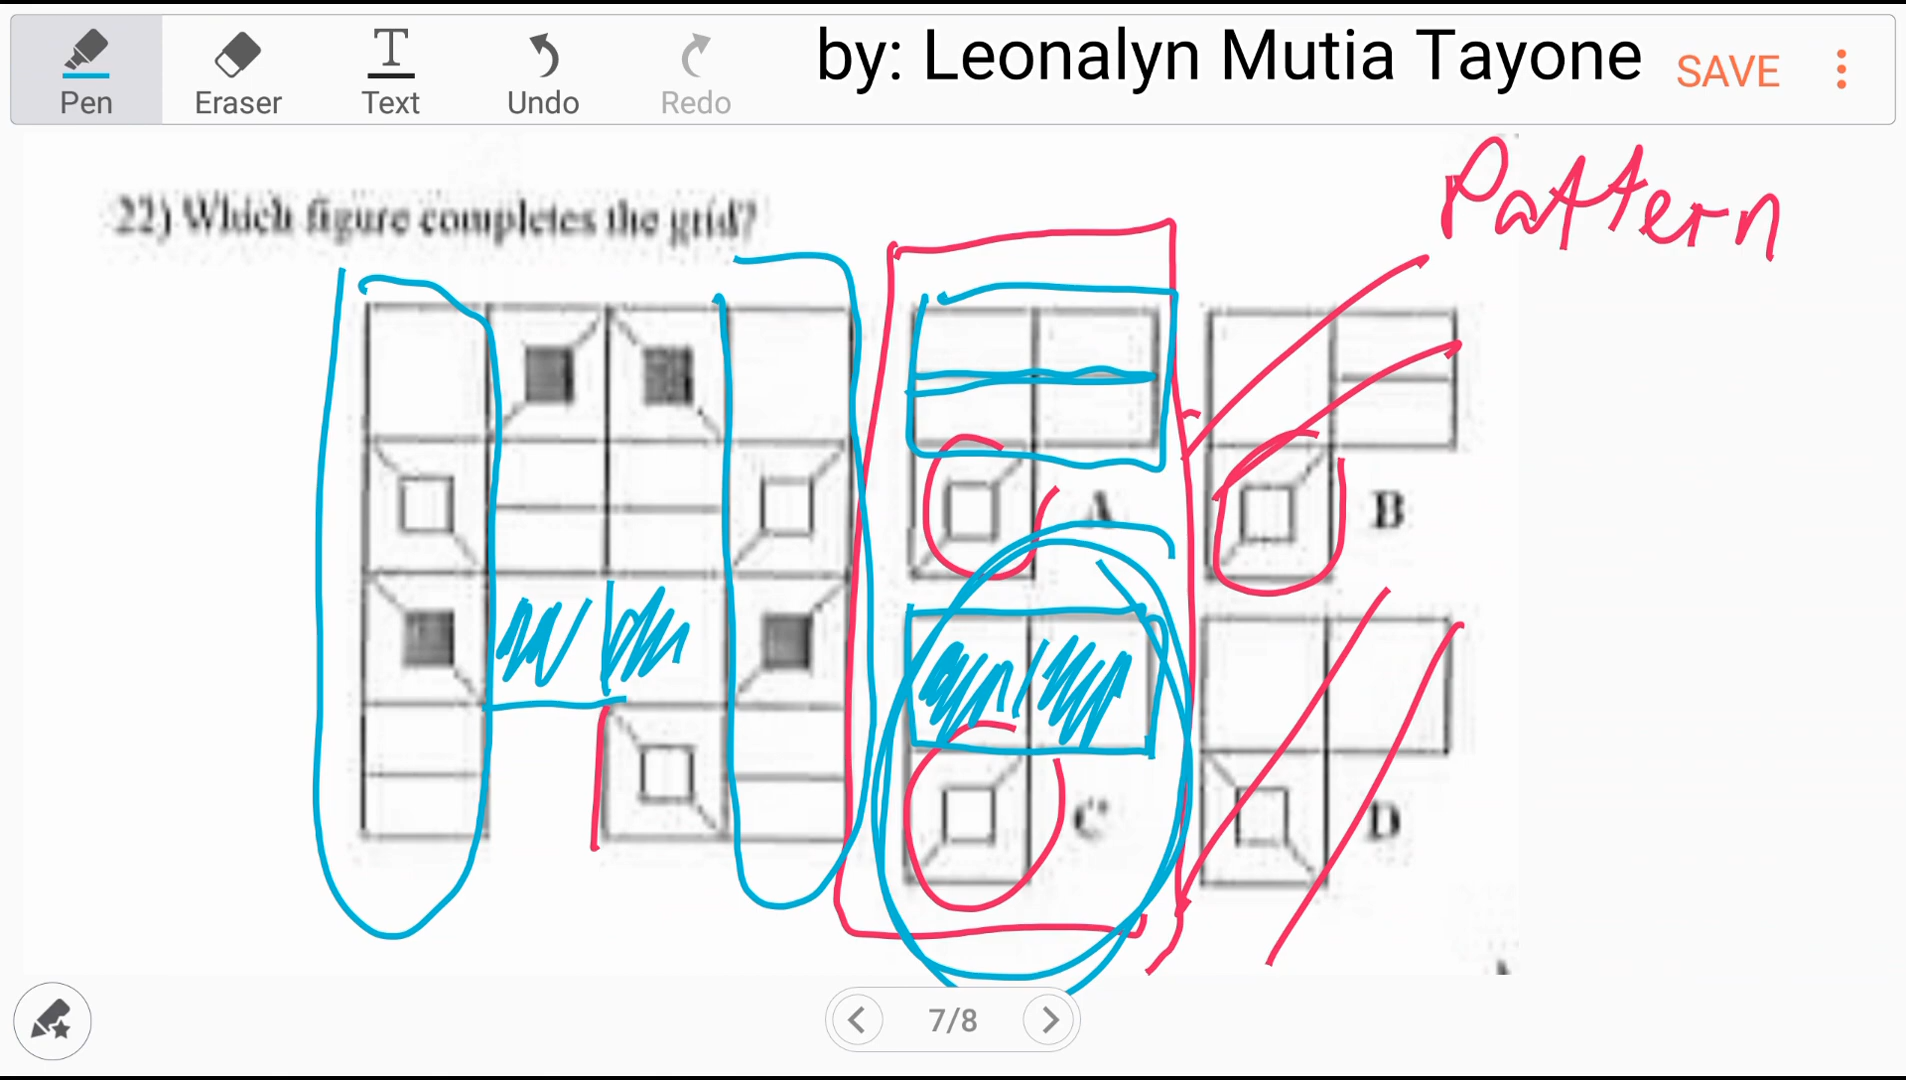 by: Leonalyn Mutia Tayone
SAVE
Pen
Eraser
Text
Undo
Redo
Pattern
22) Which figure completes the grid?
A
B
C
D
7/8